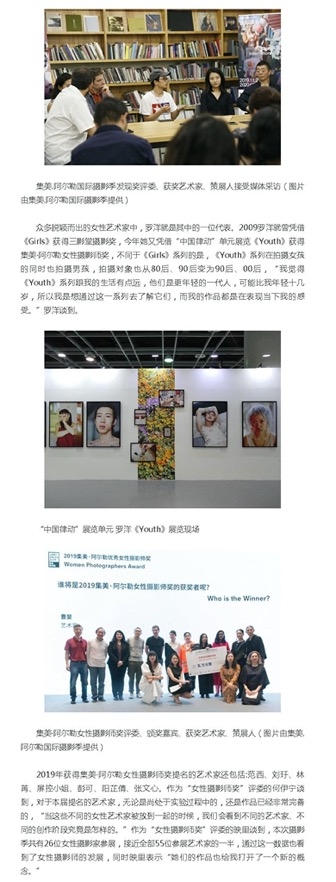 2019.11.2
集美·阿尔勒国际摄影季发现奖评委、获奖艺术家、策展人接受媒体采访（图片
由集美·阿尔勒国际摄影季提供）
众多脱颖而出的女性艺术家中，罗洋就是其中的一位代表。2009罗洋就曾凭借
《Girls》获得三影堂摄影奖，今年她又凭借“中国律动”单元展览《Youth》获得
集美·阿尔勒女性摄影师奖，不同于《Girls》系列的是，《Youth》系列在拍摄女孩
的同时也拍摄男孩，拍摄对象也从80后、90后变为90后、00后，“我觉得
《Youth》系列跟我的生活有点远，他们是更年轻的一代人，可能比我年轻十几
岁，所以我是想通过这一系列去了解它们，而我的作品都是在表现当下我的感
受。”罗洋谈到。
“中国律动”展览单元 罗洋《Youth》展览现场
2019集美·阿尔勒优秀女性摄影师奖
Women Photographers Award
谁将是2019集美·阿尔勒女性摄影师奖的获奖者呢？
Who is the Winner?
曹斐
艺术家
集美·阿尔勒女性摄影师奖评委、颁奖嘉宾、获奖艺术家、策展人（图片由集美·
阿尔勒国际摄影季提供）
2019年获得集美·阿尔勒女性摄影师奖提名的艺术家还包括:范西、刘玗、林
苒、屏控小姐、彭可、阳芷倩、张文心。作为“女性摄影师奖”评委的何伊宁谈
到，对于本届提名的艺术家，无论是尚处于实验过程中的，还是作品已经非常完善
的，“当这些不同的女性艺术家被放到一起的时候，我们会看到不同的艺术家、不
同的创作阶段究竟是怎样的。”作为“女性摄影师奖”评委的映里谈到，本次摄影
季共有26位女性摄影家参展，接近全部55位参展艺术家的一半，通过这一数据也看
到了女性摄影师的发展，同时映里表示“她们的作品也给我打开了一个新的概
念。”